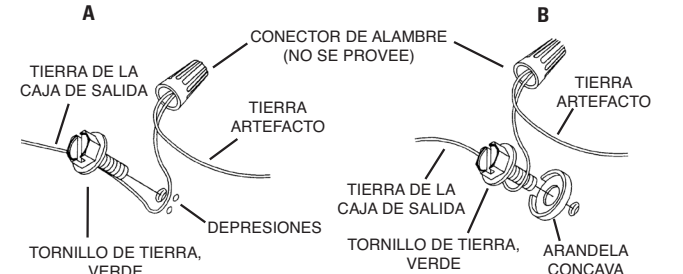 A
B
CONECTOR DE ALAMBRE
(NO SE PROVEE)
TIERRA DE LA
CAJA DE SALIDA
TIERRA
ARTEFACTO
TIERRA
ARTEFACTO
DEPRESIONES
TIERRA DE LA
CAJA DE SALIDA
TORNILLO DE TIERRA,
VERDE
TORNILLO DE TIERRA,
VERDE
ARANDELA
CONCAVA